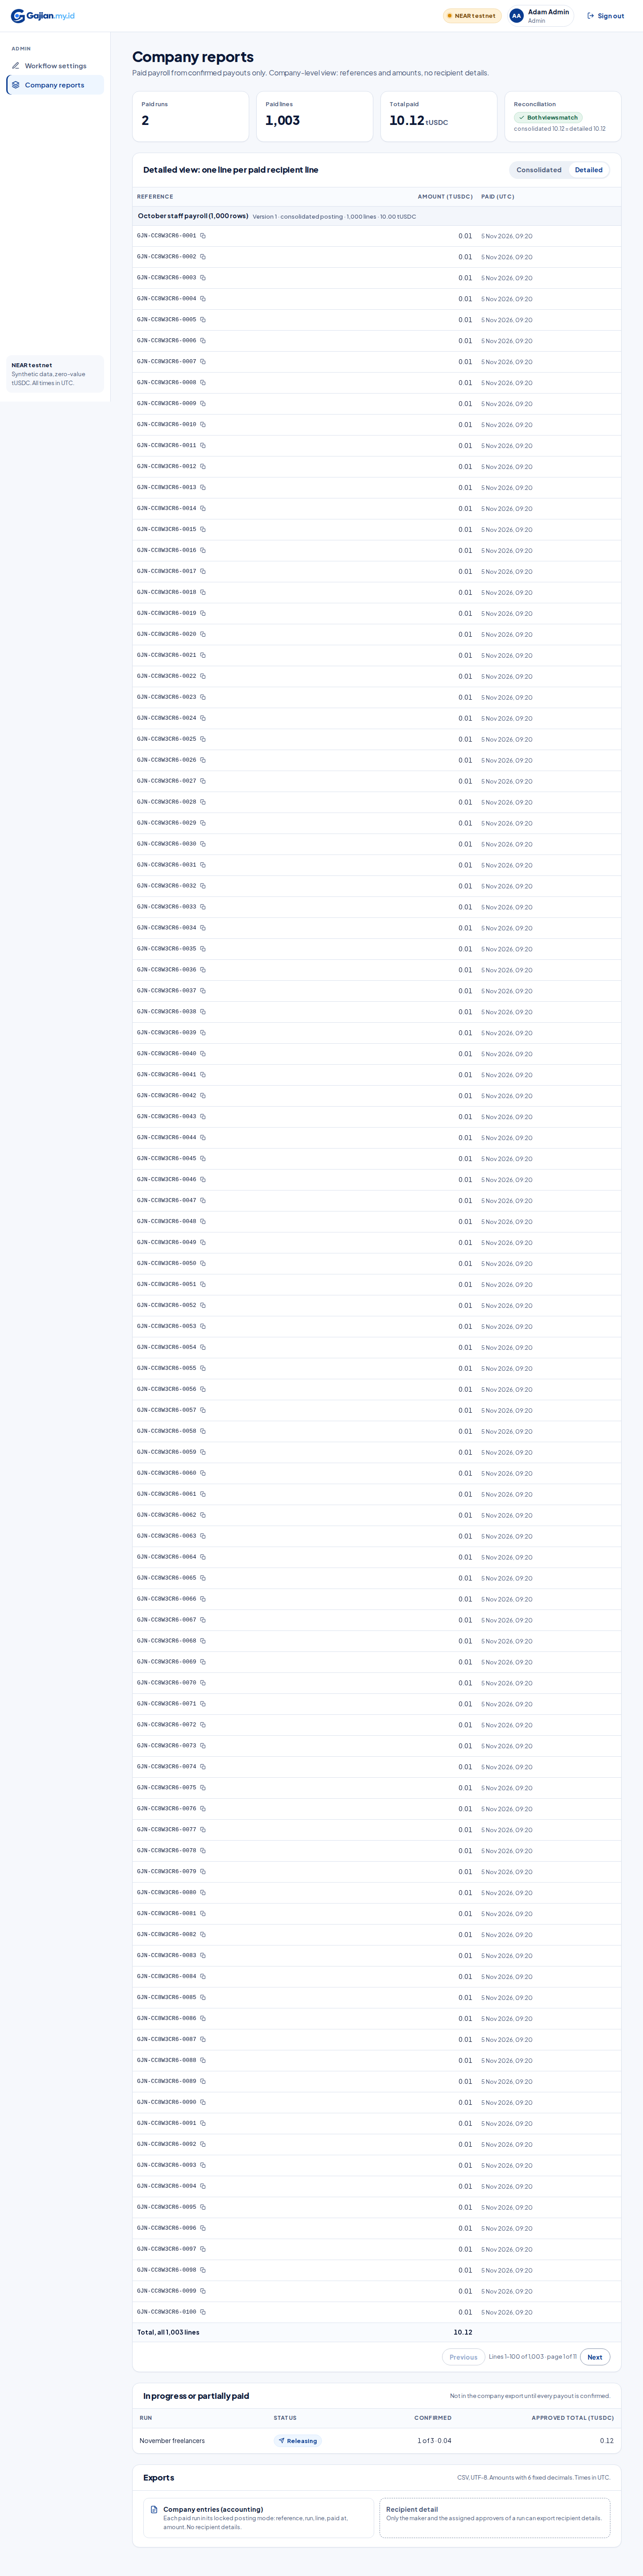 Gajian.my.id
NEAR testnet
AA
Adam Admin
Admin
Sign out
ADMIN
Workflow settings
Company reports
NEAR testnet
Synthetic data, zero-value
tUSDC. All times in UTC.
Company reports
Paid payroll from confirmed payouts only. Company-level view: references and amounts, no recipient details.
Paid runs
2
Paid lines
1,003
Total paid
10.12 tUSDC
Reconciliation
Both views match
consolidated 10.12 = detailed 10.12
Detailed view: one line per paid recipient line
Consolidated Detailed
REFERENCE AMOUNT (TUSDC) PAID (UTC)
October staff payroll (1,000 rows) Version 1 · consolidated posting · 1,000 lines · 10.00 tUSDC
GJN-CC8W3CR6-0001 0.01 5 Nov 2026, 09.20
GJN-CC8W3CR6-0002 0.01 5 Nov 2026, 09.20
GJN-CC8W3CR6-0003 0.01 5 Nov 2026, 09.20
GJN-CC8W3CR6-0004 0.01 5 Nov 2026, 09.20
GJN-CC8W3CR6-0005 0.01 5 Nov 2026, 09.20
GJN-CC8W3CR6-0006 0.01 5 Nov 2026, 09.20
GJN-CC8W3CR6-0007 0.01 5 Nov 2026, 09.20
GJN-CC8W3CR6-0008 0.01 5 Nov 2026, 09.20
GJN-CC8W3CR6-0009 0.01 5 Nov 2026, 09.20
GJN-CC8W3CR6-0010 0.01 5 Nov 2026, 09.20
GJN-CC8W3CR6-0011 0.01 5 Nov 2026, 09.20
GJN-CC8W3CR6-0012 0.01 5 Nov 2026, 09.20
GJN-CC8W3CR6-0013 0.01 5 Nov 2026, 09.20
GJN-CC8W3CR6-0014 0.01 5 Nov 2026, 09.20
GJN-CC8W3CR6-0015 0.01 5 Nov 2026, 09.20
GJN-CC8W3CR6-0016 0.01 5 Nov 2026, 09.20
GJN-CC8W3CR6-0017 0.01 5 Nov 2026, 09.20
GJN-CC8W3CR6-0018 0.01 5 Nov 2026, 09.20
GJN-CC8W3CR6-0019 0.01 5 Nov 2026, 09.20
GJN-CC8W3CR6-0020 0.01 5 Nov 2026, 09.20
GJN-CC8W3CR6-0021 0.01 5 Nov 2026, 09.20
GJN-CC8W3CR6-0022 0.01 5 Nov 2026, 09.20
GJN-CC8W3CR6-0023 0.01 5 Nov 2026, 09.20
GJN-CC8W3CR6-0024 0.01 5 Nov 2026, 09.20
GJN-CC8W3CR6-0025 0.01 5 Nov 2026, 09.20
GJN-CC8W3CR6-0026 0.01 5 Nov 2026, 09.20
GJN-CC8W3CR6-0027 0.01 5 Nov 2026, 09.20
GJN-CC8W3CR6-0028 0.01 5 Nov 2026, 09.20
GJN-CC8W3CR6-0029 0.01 5 Nov 2026, 09.20
GJN-CC8W3CR6-0030 0.01 5 Nov 2026, 09.20
GJN-CC8W3CR6-0031 0.01 5 Nov 2026, 09.20
GJN-CC8W3CR6-0032 0.01 5 Nov 2026, 09.20
GJN-CC8W3CR6-0033 0.01 5 Nov 2026, 09.20
GJN-CC8W3CR6-0034 0.01 5 Nov 2026, 09.20
GJN-CC8W3CR6-0035 0.01 5 Nov 2026, 09.20
GJN-CC8W3CR6-0036 0.01 5 Nov 2026, 09.20
GJN-CC8W3CR6-0037 0.01 5 Nov 2026, 09.20
GJN-CC8W3CR6-0038 0.01 5 Nov 2026, 09.20
GJN-CC8W3CR6-0039 0.01 5 Nov 2026, 09.20
GJN-CC8W3CR6-0040 0.01 5 Nov 2026, 09.20
GJN-CC8W3CR6-0041 0.01 5 Nov 2026, 09.20
GJN-CC8W3CR6-0042 0.01 5 Nov 2026, 09.20
GJN-CC8W3CR6-0043 0.01 5 Nov 2026, 09.20
GJN-CC8W3CR6-0044 0.01 5 Nov 2026, 09.20
GJN-CC8W3CR6-0045 0.01 5 Nov 2026, 09.20
GJN-CC8W3CR6-0046 0.01 5 Nov 2026, 09.20
GJN-CC8W3CR6-0047 0.01 5 Nov 2026, 09.20
GJN-CC8W3CR6-0048 0.01 5 Nov 2026, 09.20
GJN-CC8W3CR6-0049 0.01 5 Nov 2026, 09.20
GJN-CC8W3CR6-0050 0.01 5 Nov 2026, 09.20
GJN-CC8W3CR6-0051 0.01 5 Nov 2026, 09.20
GJN-CC8W3CR6-0052 0.01 5 Nov 2026, 09.20
GJN-CC8W3CR6-0053 0.01 5 Nov 2026, 09.20
GJN-CC8W3CR6-0054 0.01 5 Nov 2026, 09.20
GJN-CC8W3CR6-0055 0.01 5 Nov 2026, 09.20
GJN-CC8W3CR6-0056 0.01 5 Nov 2026, 09.20
GJN-CC8W3CR6-0057 0.01 5 Nov 2026, 09.20
GJN-CC8W3CR6-0058 0.01 5 Nov 2026, 09.20
GJN-CC8W3CR6-0059 0.01 5 Nov 2026, 09.20
GJN-CC8W3CR6-0060 0.01 5 Nov 2026, 09.20
GJN-CC8W3CR6-0061 0.01 5 Nov 2026, 09.20
GJN-CC8W3CR6-0062 0.01 5 Nov 2026, 09.20
GJN-CC8W3CR6-0063 0.01 5 Nov 2026, 09.20
GJN-CC8W3CR6-0064 0.01 5 Nov 2026, 09.20
GJN-CC8W3CR6-0065 0.01 5 Nov 2026, 09.20
GJN-CC8W3CR6-0066 0.01 5 Nov 2026, 09.20
GJN-CC8W3CR6-0067 0.01 5 Nov 2026, 09.20
GJN-CC8W3CR6-0068 0.01 5 Nov 2026, 09.20
GJN-CC8W3CR6-0069 0.01 5 Nov 2026, 09.20
GJN-CC8W3CR6-0070 0.01 5 Nov 2026, 09.20
GJN-CC8W3CR6-0071 0.01 5 Nov 2026, 09.20
GJN-CC8W3CR6-0072 0.01 5 Nov 2026, 09.20
GJN-CC8W3CR6-0073 0.01 5 Nov 2026, 09.20
GJN-CC8W3CR6-0074 0.01 5 Nov 2026, 09.20
GJN-CC8W3CR6-0075 0.01 5 Nov 2026, 09.20
GJN-CC8W3CR6-0076 0.01 5 Nov 2026, 09.20
GJN-CC8W3CR6-0077 0.01 5 Nov 2026, 09.20
GJN-CC8W3CR6-0078 0.01 5 Nov 2026, 09.20
GJN-CC8W3CR6-0079 0.01 5 Nov 2026, 09.20
GJN-CC8W3CR6-0080 0.01 5 Nov 2026, 09.20
GJN-CC8W3CR6-0081 0.01 5 Nov 2026, 09.20
GJN-CC8W3CR6-0082 0.01 5 Nov 2026, 09.20
GJN-CC8W3CR6-0083 0.01 5 Nov 2026, 09.20
GJN-CC8W3CR6-0084 0.01 5 Nov 2026, 09.20
GJN-CC8W3CR6-0085 0.01 5 Nov 2026, 09.20
GJN-CC8W3CR6-0086 0.01 5 Nov 2026, 09.20
GJN-CC8W3CR6-0087 0.01 5 Nov 2026, 09.20
GJN-CC8W3CR6-0088 0.01 5 Nov 2026, 09.20
GJN-CC8W3CR6-0089 0.01 5 Nov 2026, 09.20
GJN-CC8W3CR6-0090 0.01 5 Nov 2026, 09.20
GJN-CC8W3CR6-0091 0.01 5 Nov 2026, 09.20
GJN-CC8W3CR6-0092 0.01 5 Nov 2026, 09.20
GJN-CC8W3CR6-0093 0.01 5 Nov 2026, 09.20
GJN-CC8W3CR6-0094 0.01 5 Nov 2026, 09.20
GJN-CC8W3CR6-0095 0.01 5 Nov 2026, 09.20
GJN-CC8W3CR6-0096 0.01 5 Nov 2026, 09.20
GJN-CC8W3CR6-0097 0.01 5 Nov 2026, 09.20
GJN-CC8W3CR6-0098 0.01 5 Nov 2026, 09.20
GJN-CC8W3CR6-0099 0.01 5 Nov 2026, 09.20
GJN-CC8W3CR6-0100 0.01 5 Nov 2026, 09.20
Total, all 1,003 lines 10.12
Previous Lines 1–100 of 1,003 · page 1 of 11 Next
In progress or partially paid Not in the company export until every payout is confirmed.
RUN STATUS CONFIRMED APPROVED TOTAL (TUSDC)
November freelancers Releasing 1 of 3 · 0.04 0.12
Exports CSV, UTF-8. Amounts with 6 fixed decimals. Times in UTC.
Company entries (accounting)
Each paid run in its locked posting mode: reference, run, line, paid at,
amount. No recipient details.
Recipient detail
Only the maker and the assigned approvers of a run can export recipient details.